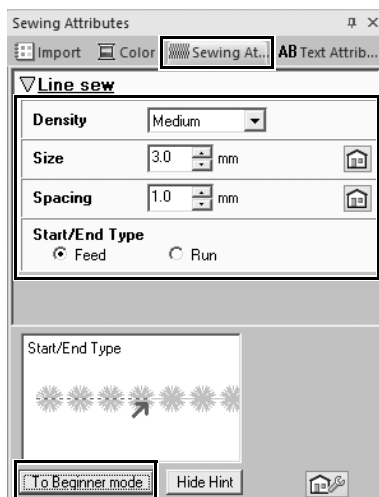 Sewing Attributes
Import Color Sewing At... AB Text Attrib...
Line sew
Density Medium
Size 3.0 mm
Spacing 1.0 mm
Start/End Type
Feed Run
Start/End Type
To Beginner mode Hide Hint